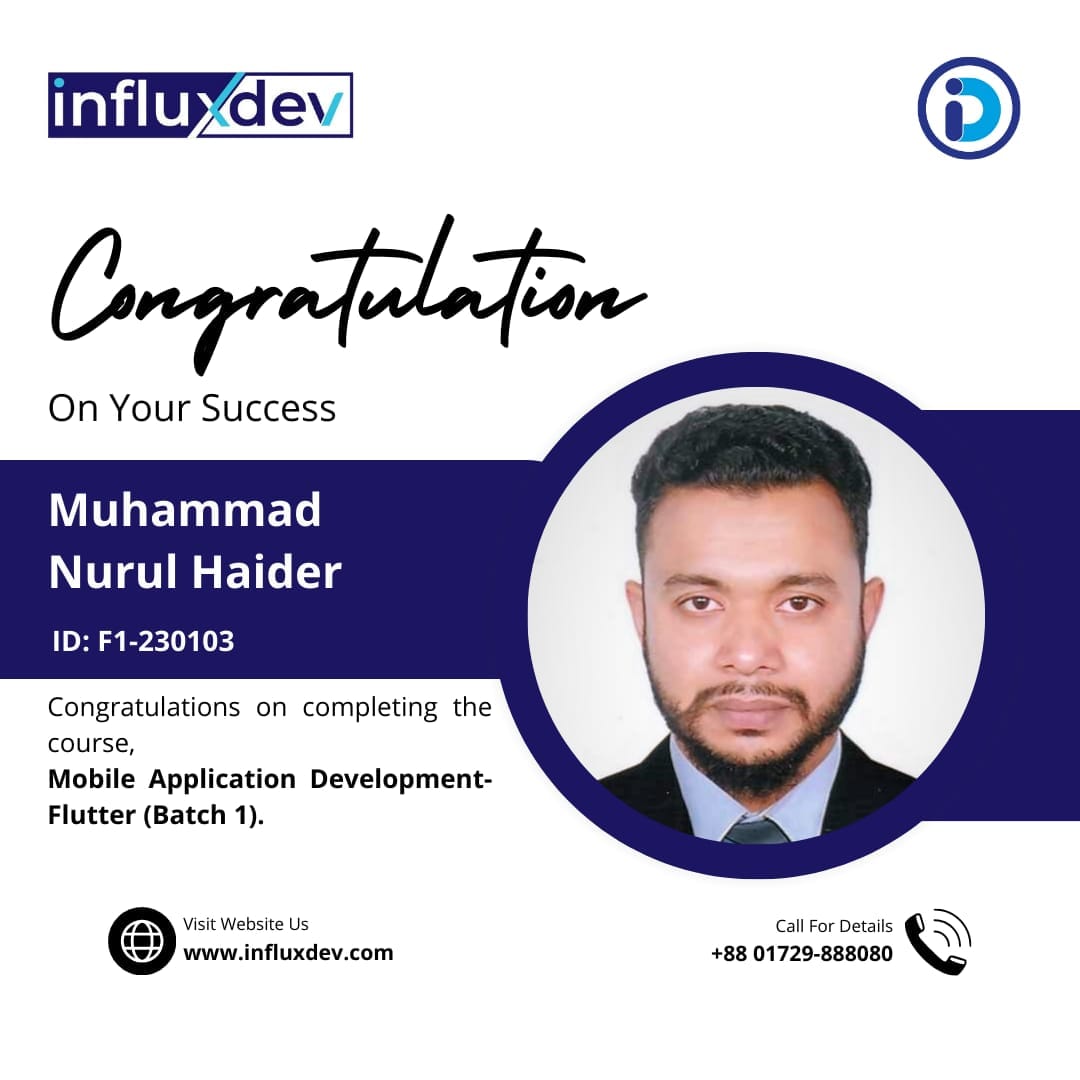 influxdev
iD
Congratulation
On Your Success
Muhammad
Nurul Haider
ID: F1-230103
Congratulations on completing the
course,
Mobile Application Development-
Flutter (Batch 1).
Visit Website Us
www.influxdev.com
Call For Details
+88 01729-888080